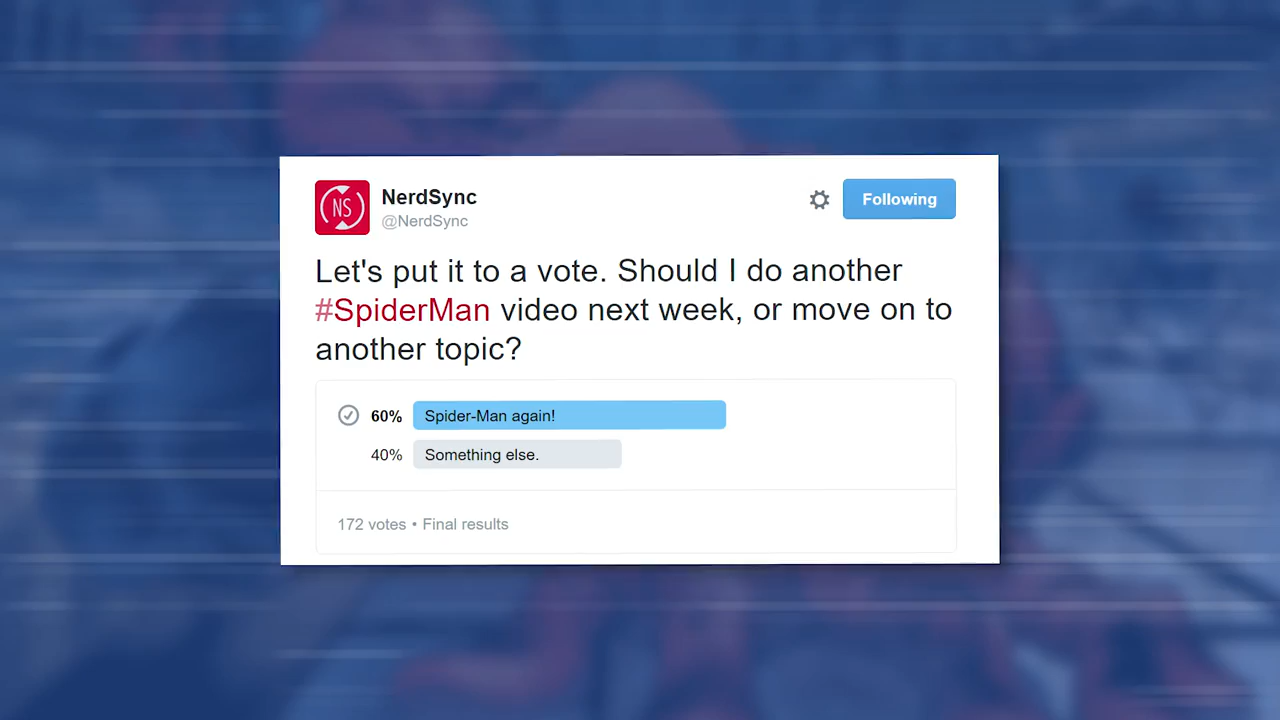 NS
NerdSync
@NerdSync
Following
Let's put it to a vote. Should I do another
#SpiderMan video next week, or move on to
another topic?
60% Spider-Man again!
40% Something else.
172 votes • Final results